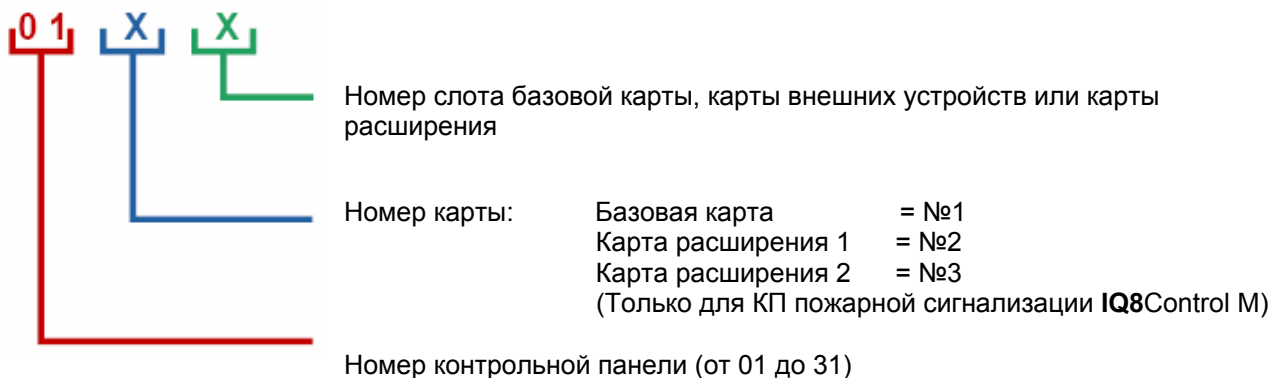 0 1 X X
Номер слота базовой карты, карты внешних устройств или карты
расширения
Номер карты: Базовая карта = №1
Карта расширения 1 = №2
Карта расширения 2 = №3
(Только для КП пожарной сигнализации IQ8Control M)
Номер контрольной панели (от 01 до 31)